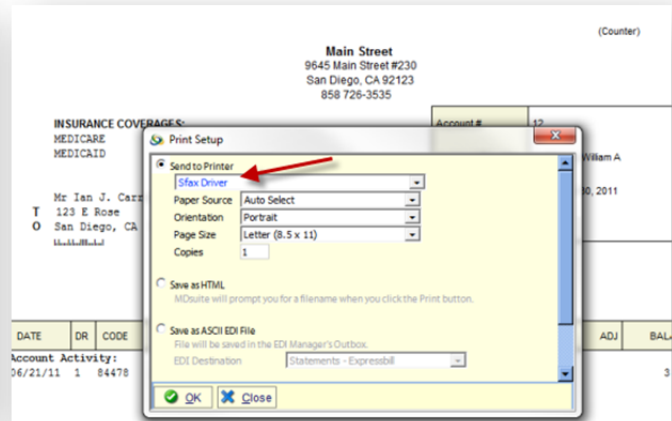 (Counter)
Main Street
9645 Main Street #230
San Diego, CA 92123
858 726-3535
INSURANCE COVERAGES:
MEDICARE
MEDICAID
Account # 12
William A
Print Setup
Send to Printer
Sfax Driver
Paper Source Auto Select
Orientation Portrait
Page Size Letter (8.5 x 11)
Copies 1
Mr Ian J. Carr
T 123 E Rose
O San Diego, CA
0, 2011
Save as HTML
MDsuite will prompt you for a filename when you click the Print button.
Save as ASCII EDI File
File will be saved in the EDI Manager's Outbox.
EDI Destination Statements - Expressbill
OK Close
DATE DR CODE ADJ BALA
Account Activity:
06/21/11 1 84478 3